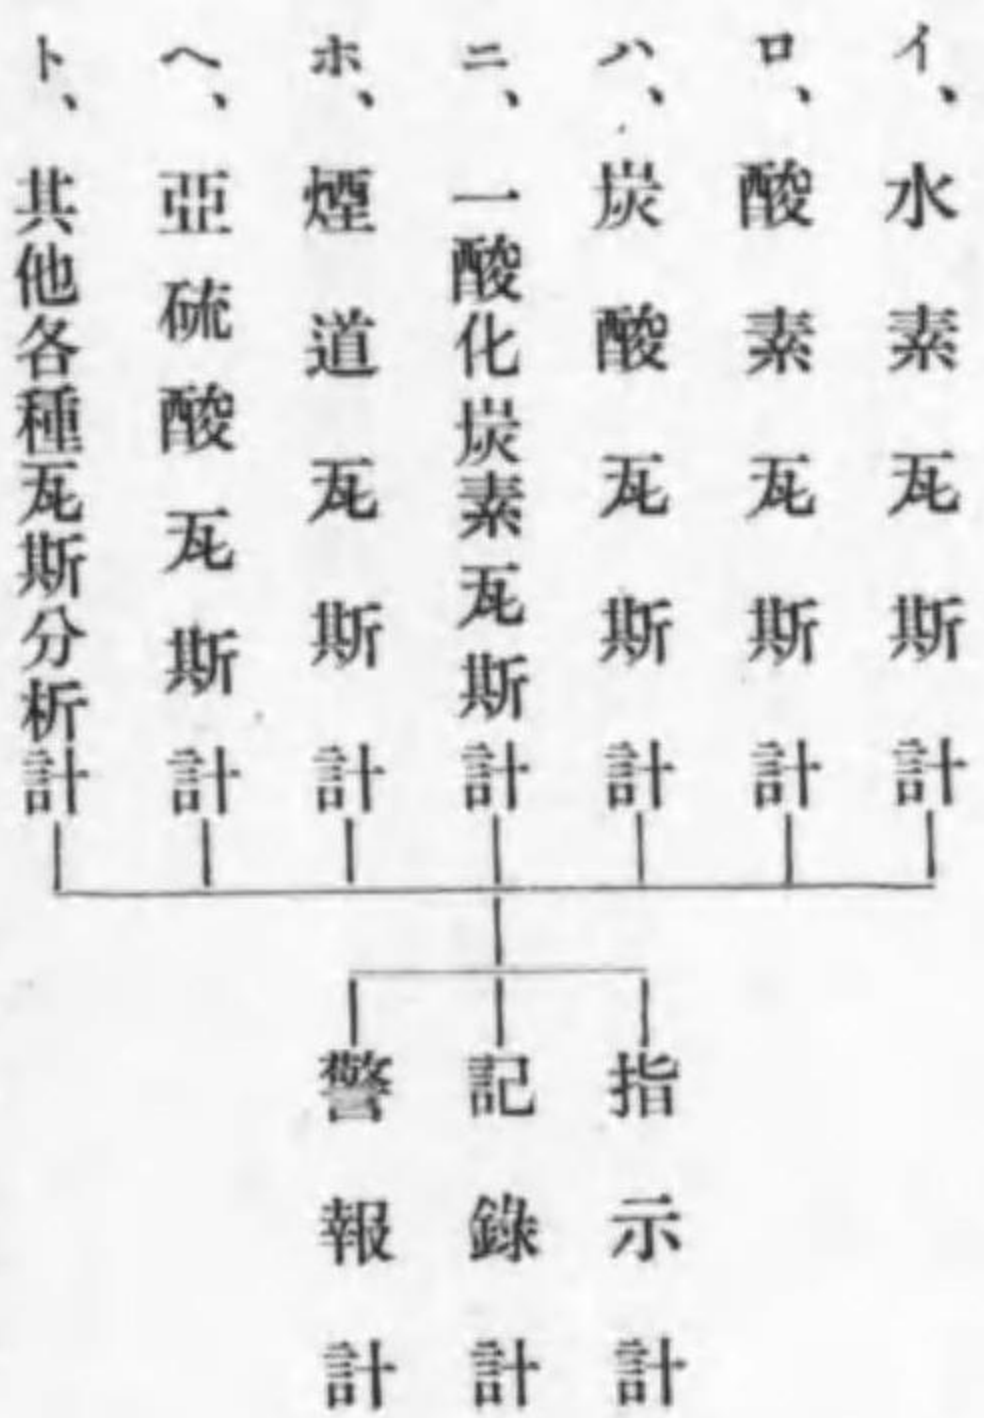 イ、水素瓦斯計
ロ、酸素瓦斯計
ハ、炭酸瓦斯計
ニ、一酸化炭素瓦斯計
ホ、煙道瓦斯計
ヘ、亞硫酸瓦斯計
ト、其他各種瓦斯分析計
指示計
記錄計
警報計